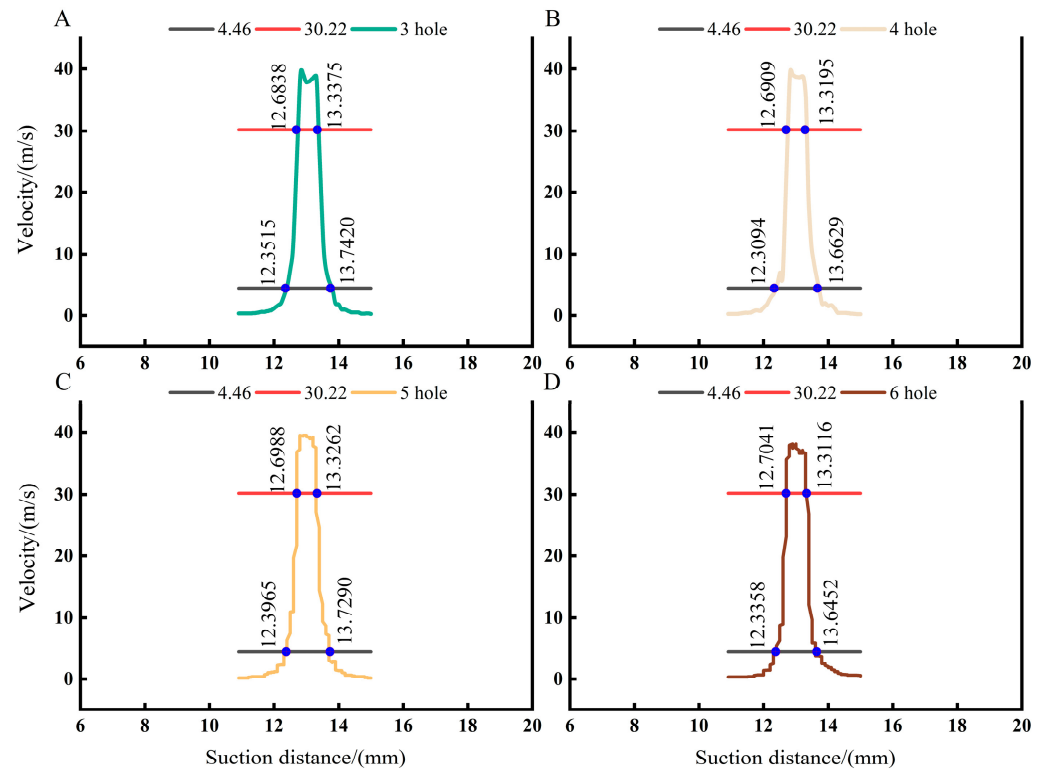 A
4.46 30.22 3 hole
Velocity/(m/s)
40
30
20
10
0
12.6838
13.3375
12.3515
13.7420
6 8 10 12 14 16 18 20
B
4.46 30.22 4 hole
40
30
20
10
0
12.6909
13.3195
12.3094
13.6629
6 8 10 12 14 16 18 20
C
4.46 30.22 5 hole
Velocity/(m/s)
40
30
20
10
0
12.6988
13.3262
12.3965
13.7290
6 8 10 12 14 16 18 20
Suction distance/(mm)
D
4.46 30.22 6 hole
40
30
20
10
0
12.7041
13.3116
12.3358
13.6452
6 8 10 12 14 16 18 20
Suction distance/(mm)